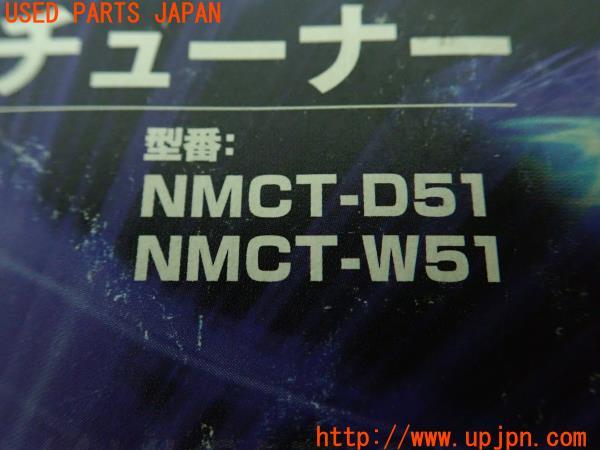 USED PARTS JAPAN
チューナー
型番:
NMCT-D51
NMCT-W51
http://www.upjpn.com/